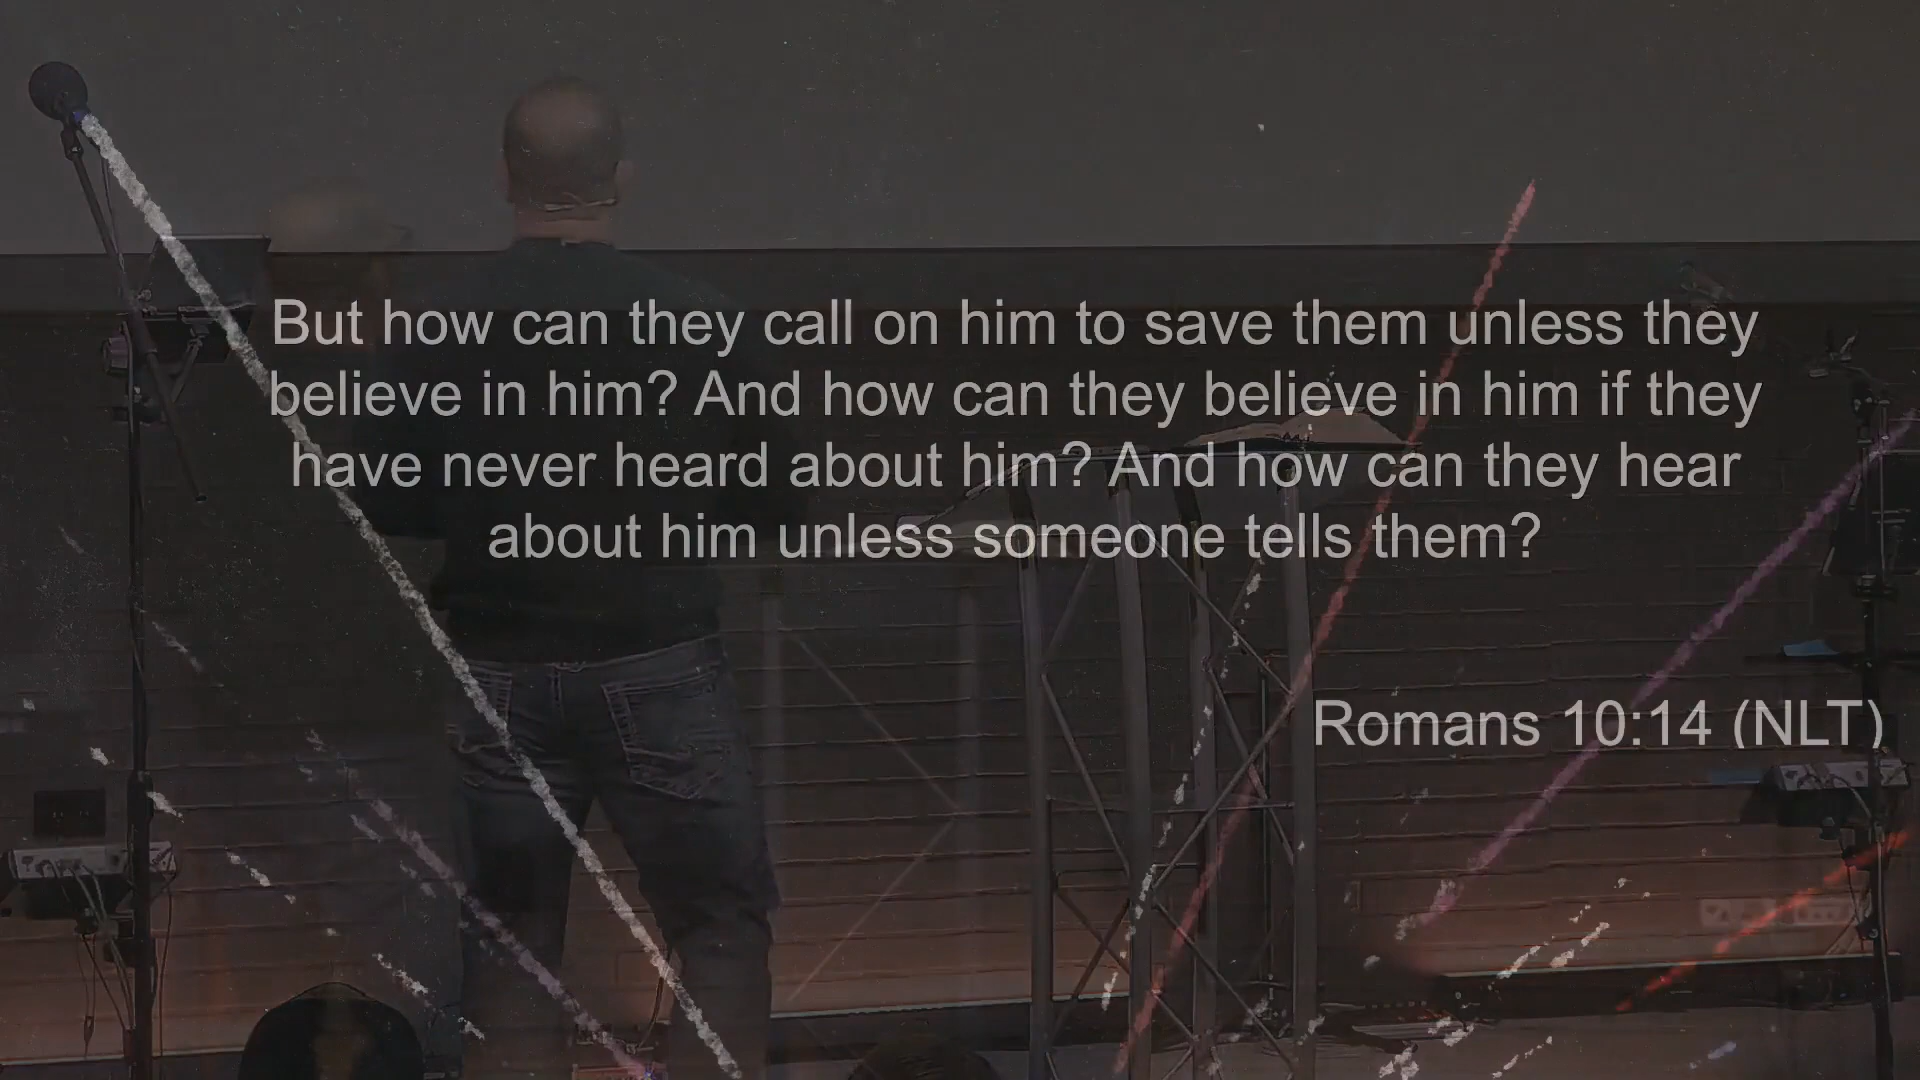 But how can they call on him to save them unless they
believe in him? And how can they believe in him if they
have never heard about him? And how can they hear
about him unless someone tells them?
Romans 10:14 (NLT)